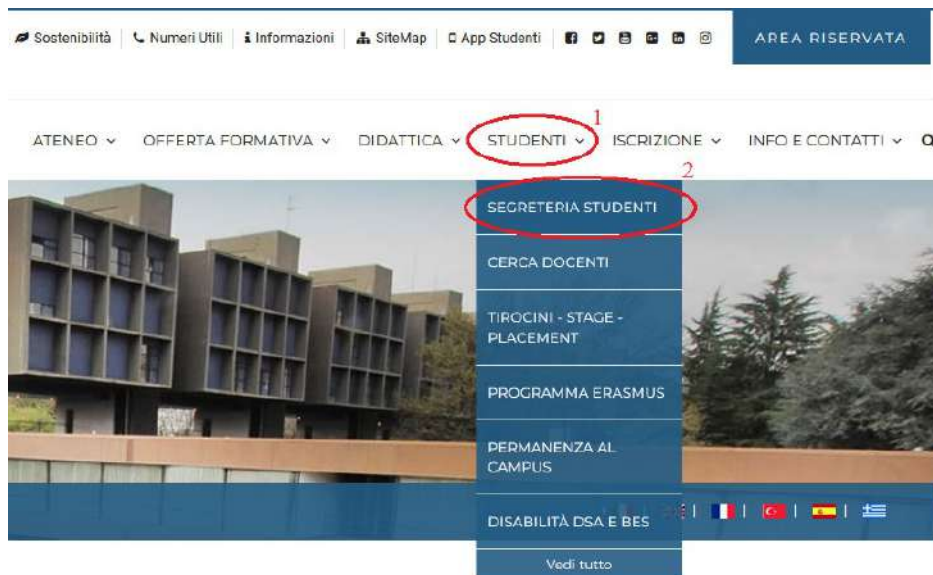 Sostenibilità Numeri Utili Informazioni SiteMap App Studenti AREA RISERVATA
1
ATENEO OFFERTA FORMATIVA DIDATTICA STUDENTI ISCRIZIONE INFO E CONTATTI
2
SEGRETERIA STUDENTI
CERCA DOCENTI
TIROCINI - STAGE -
PLACEMENT
PROGRAMMA ERASMUS
PERMANENZA AL
CAMPUS
DISABILITÀ DSA E BES
Vedi tutto